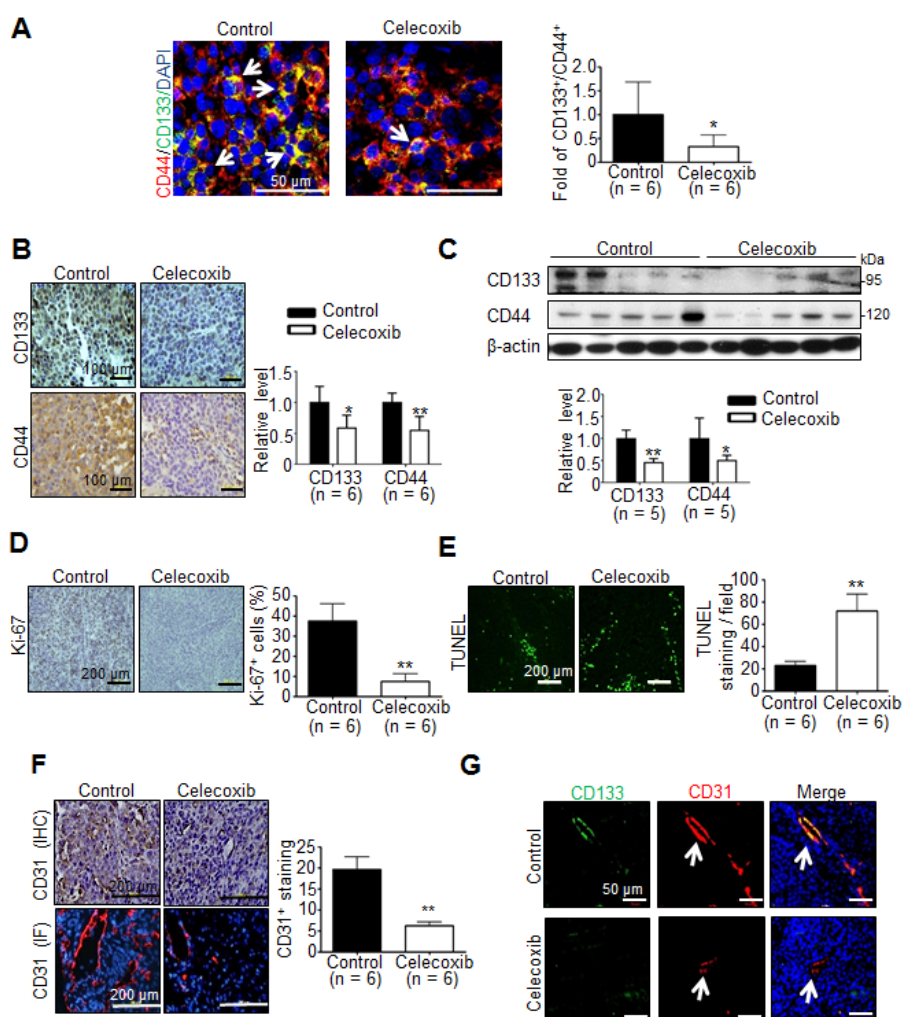 A
Control
Celecoxib
CD44/CD133/DAPI
50 μm
Fold of CD133⁺/CD44⁺
2.0
1.5
1.0
0.5
0
*
Control
(n = 6)
Celecoxib
(n = 6)
B
Control
Celecoxib
CD133
100 μm
CD44
100 μm
Control
Celecoxib
Relative level
1.5
1.0
0.5
0
*
**
CD133
(n = 6)
CD44
(n = 6)
C
Control
Celecoxib
kDa
CD133
-95
CD44
-120
β-actin
Control
Celecoxib
Relative level
2.0
1.5
1.0
0.5
0
**
*
CD133
(n = 5)
CD44
(n = 5)
D
Control
Celecoxib
Ki-67
200 μm
Ki-67⁺ cells (%)
50
40
30
20
10
0
**
Control
(n = 6)
Celecoxib
(n = 6)
E
Control
Celecoxib
TUNEL
200 μm
TUNEL
staining / field
100
80
60
40
20
0
**
Control
(n = 6)
Celecoxib
(n = 6)
F
Control
Celecoxib
CD31 (IHC)
200 μm
CD31 (IF)
200 μm
CD31⁺ staining
25
20
15
10
5
0
**
Control
(n = 6)
Celecoxib
(n = 6)
G
CD133
CD31
Merge
Control
50 μm
Celecoxib